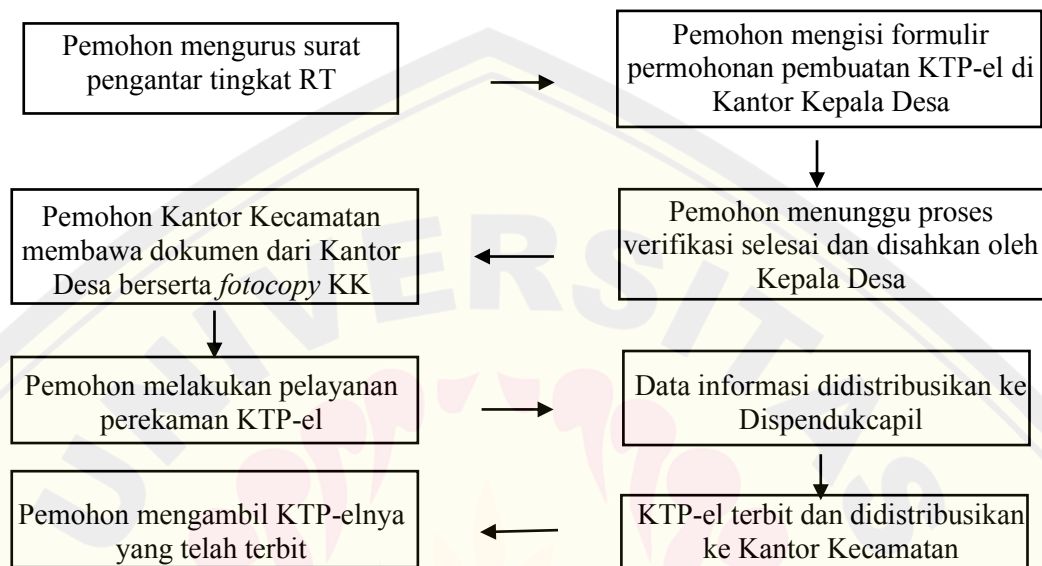 Pemohon mengurus surat
pengantar tingkat RT
Pemohon mengisi formulir
permohonan pembuatan KTP-el di
Kantor Kepala Desa
Pemohon menunggu proses
verifikasi selesai dan disahkan oleh
Kepala Desa
Pemohon Kantor Kecamatan
membawa dokumen dari Kantor
Desa berserta fotocopy KK
Pemohon melakukan pelayanan
perekaman KTP-el
Data informasi didistribusikan ke
Dispendukcapil
KTP-el terbit dan didistribusikan
ke Kantor Kecamatan
Pemohon mengambil KTP-elnya
yang telah terbit
UNIVERSITAS